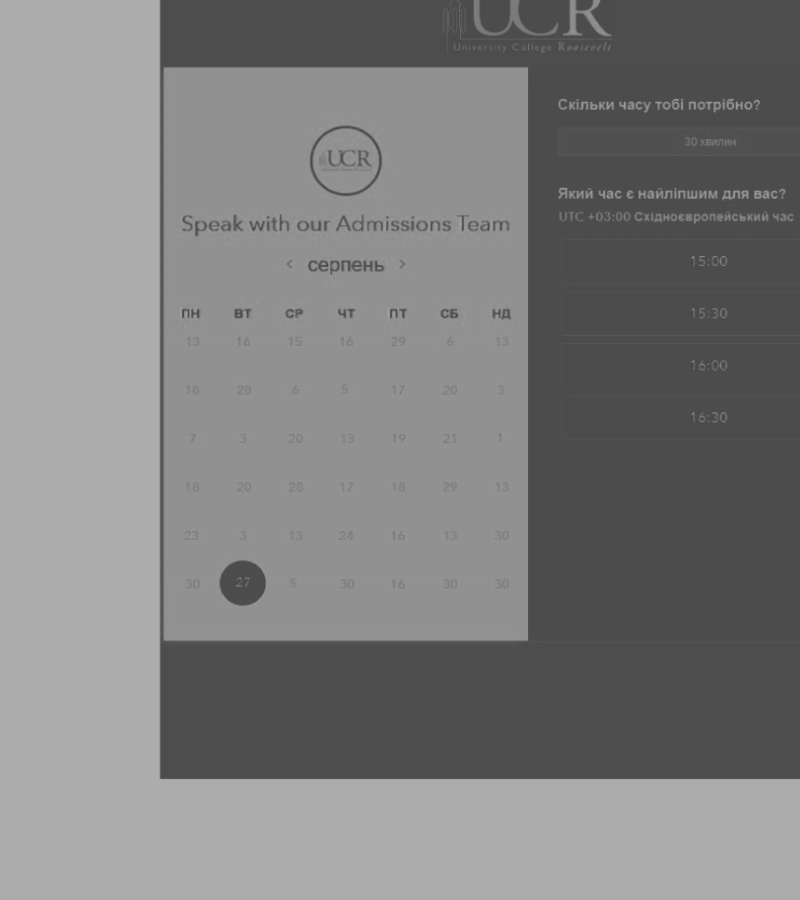 UCR
University College Roosevelt
UCR
Speak with our Admissions Team
< серпень >
ПН ВТ СР ЧТ ПТ СБ НД
13 16 15 16 29 6 13
18 28 6 5 17 20 3
7 3 20 13 19 21 1
18 20 28 17 18 29 13
23 3 13 24 16 13 30
30 27 5 30 16 30 30
Скільки часу тобі потрібно?
30 хвилин
Який час є найліпшим для вас?
UTC +03:00 Східноєвропейський час
15:00
15:30
16:00
16:30